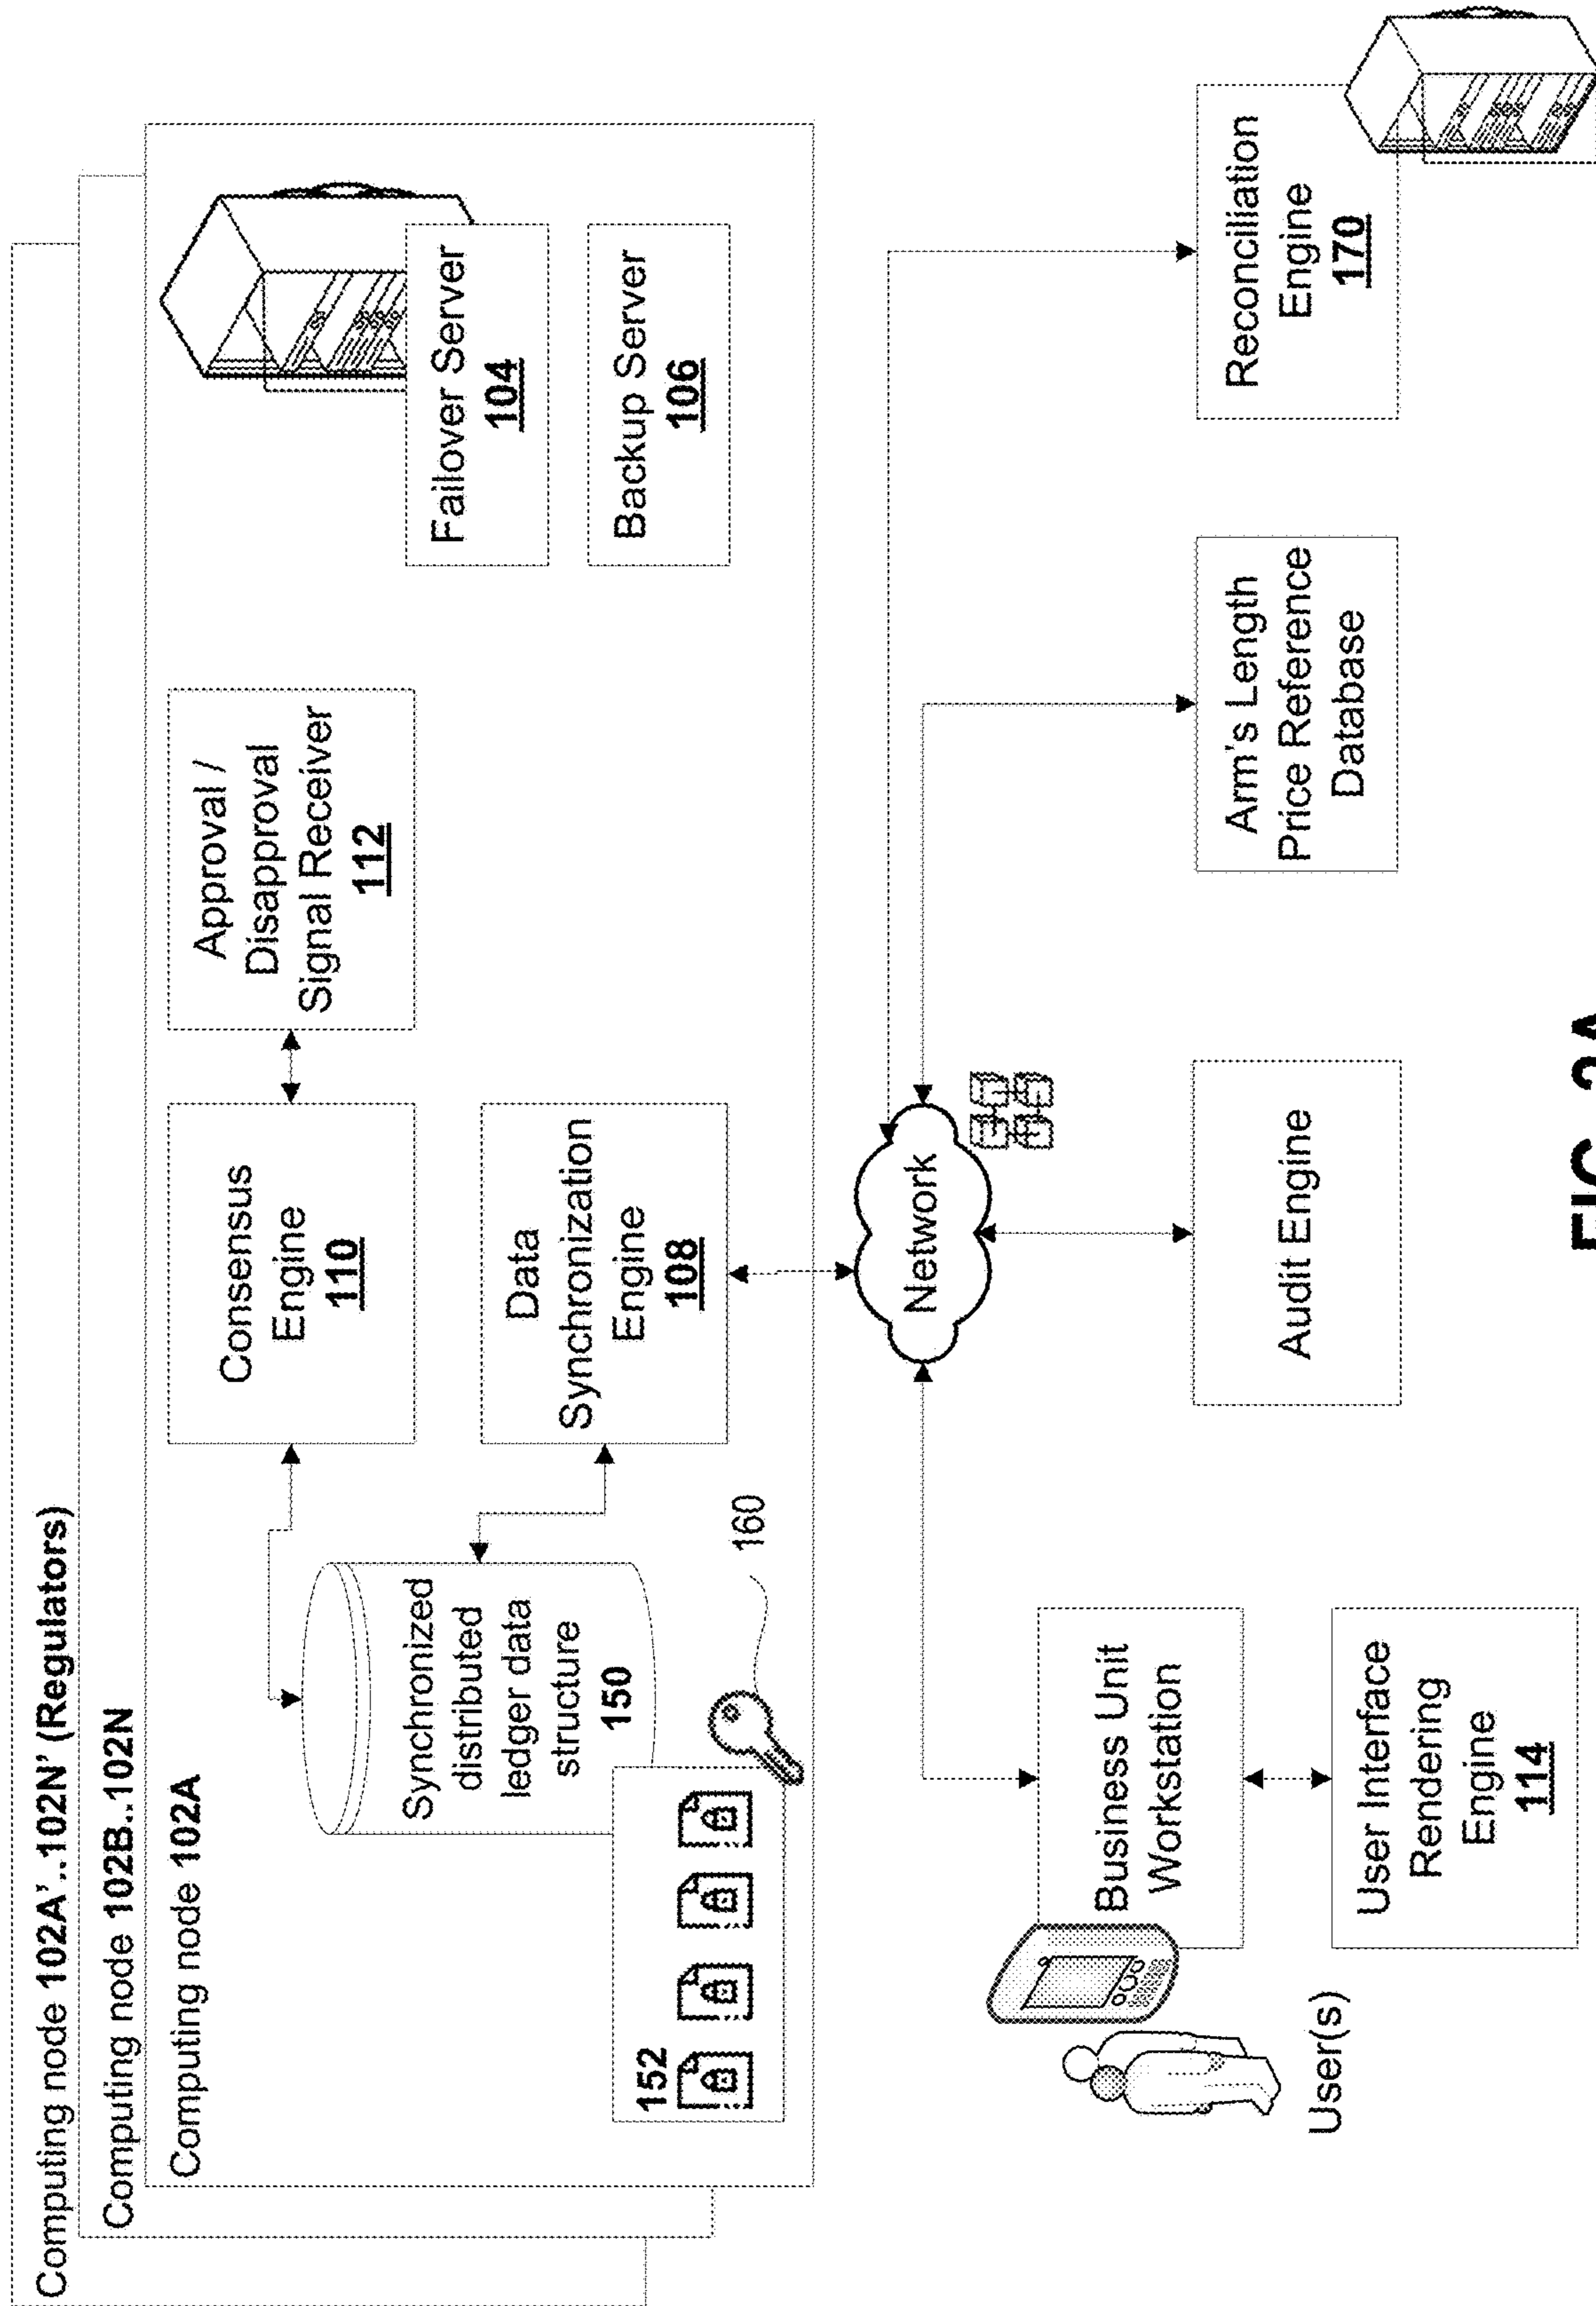 Computing node 102A'..102N' (Regulators)
Computing node 102B..102N
Computing node 102A
Synchronized
distributed
ledger data
structure
150
152
160
Consensus
Engine
110
Approval /
Disapproval
Signal Receiver
112
Data
Synchronization
Engine
108
Failover Server
104
Backup Server
106
Network
User(s)
Business Unit
Workstation
User Interface
Rendering
Engine
114
Audit Engine
Arm's Length
Price Reference
Database
Reconciliation
Engine
170